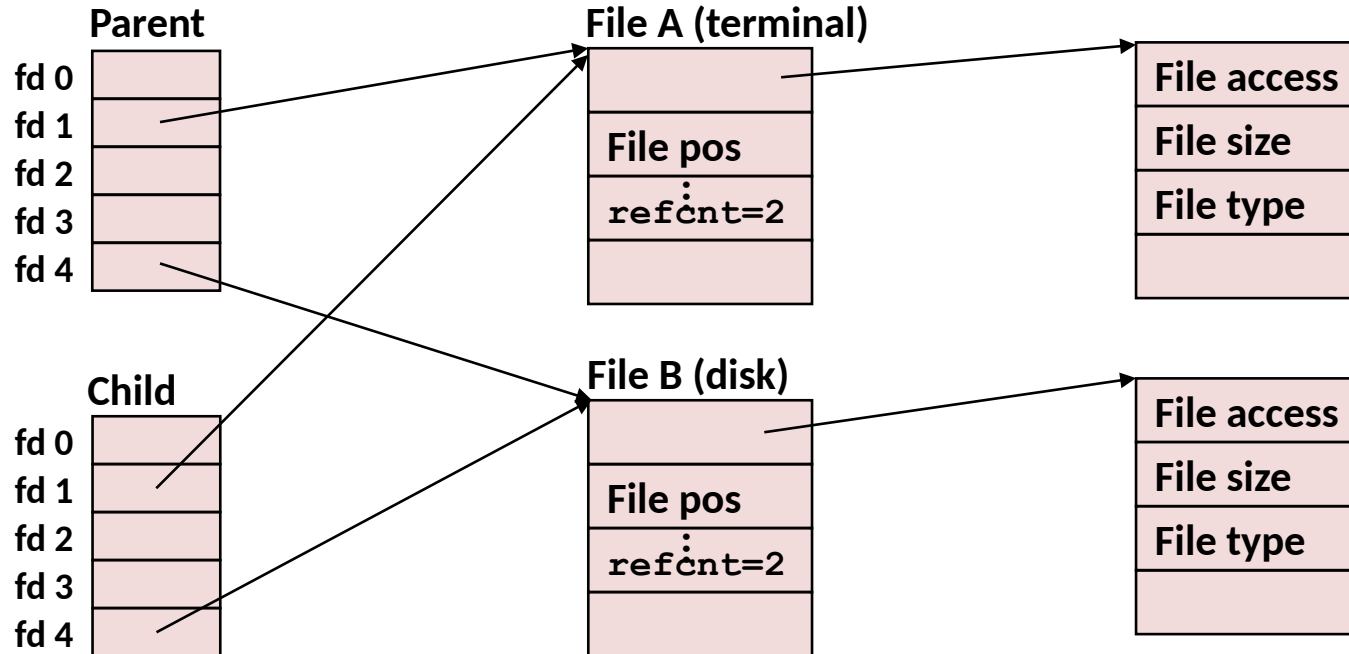 Parent
fd 0
fd 1
fd 2
fd 3
fd 4
File A (terminal)
File pos
refcnt=2
File access
File size
File type
Child
fd 0
fd 1
fd 2
fd 3
fd 4
File B (disk)
File pos
refcnt=2
File access
File size
File type